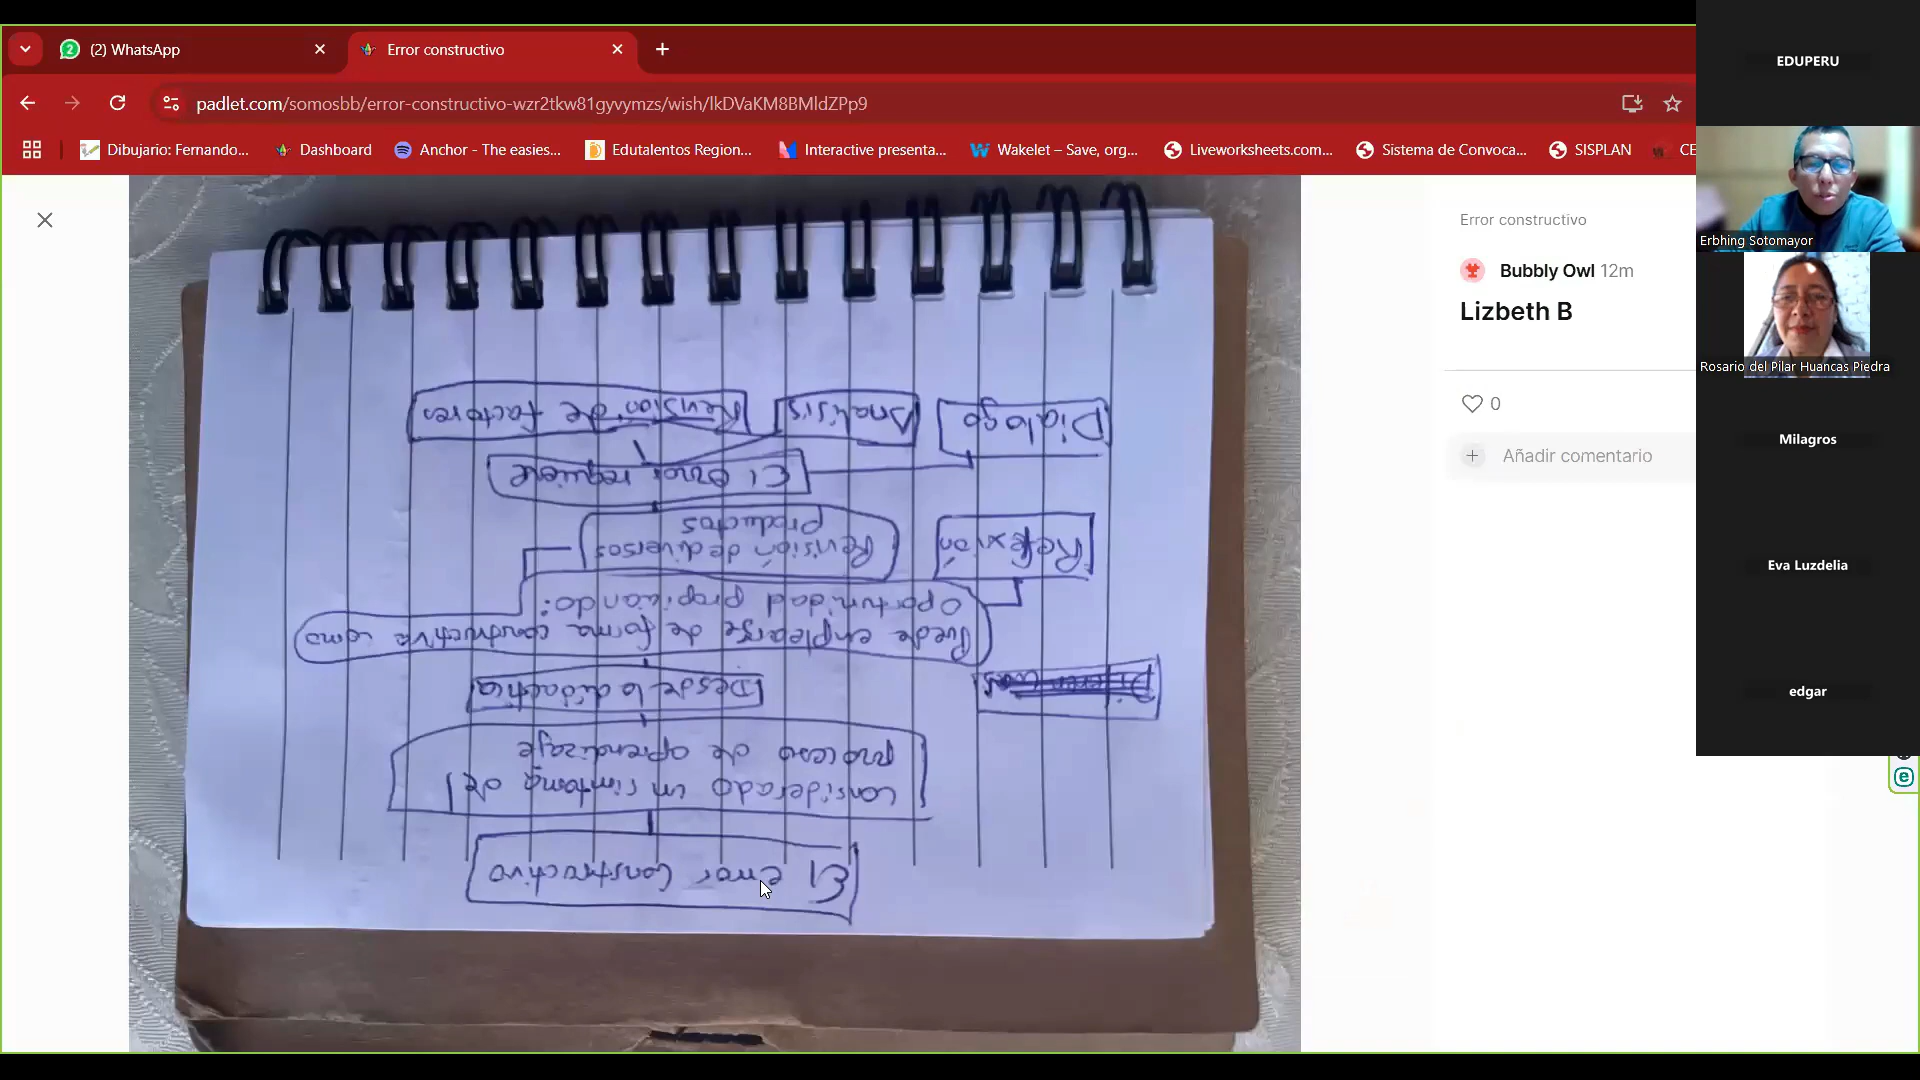 (2) WhatsApp
Error constructivo
padlet.com/somosbb/error-constructivo-wzr2tkw81gyvymzs/wish/lkDVaKM8BMldZPp9
Dibujario: Fernando...
Dashboard
Anchor - The easies...
Edutalentos Region...
Interactive presenta...
Wakelet – Save, org...
Liveworksheets.com...
Sistema de Convoca...
SISPLAN
CE
El error constructivo
considerado un síntoma del
proceso de aprendizaje
Desde la didáctica
Puede emplearse de forma constructiva como
oportunidad propiciando:
Reflexión
Revisión de diversos
productos
El error requiere
Dialogo
Analisis
Revisión de factores
Error constructivo
Bubbly Owl 12m
Lizbeth B
0
Añadir comentario
EDUPERU
Erbhing Sotomayor
Rosario del Pilar Huancas Piedra
Milagros
Eva Luzdelia
edgar